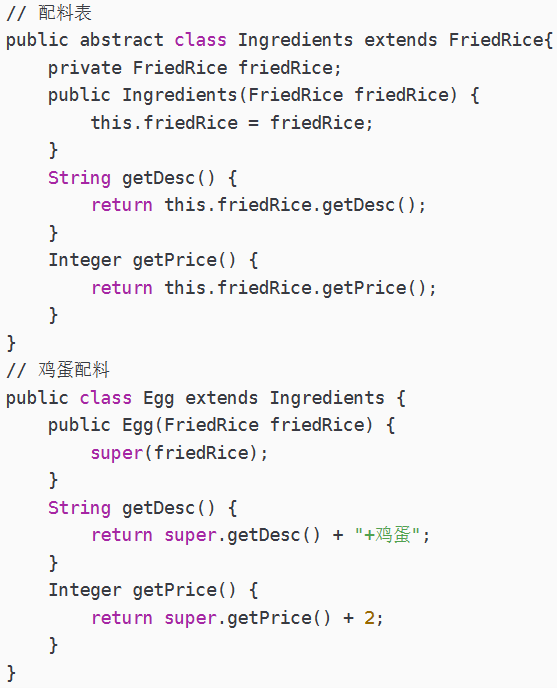 // 配料表
public abstract class Ingredients extends FriedRice{
    private FriedRice friedRice;
    public Ingredients(FriedRice friedRice) {
        this.friedRice = friedRice;
    }
    String getDesc() {
        return this.friedRice.getDesc();
    }
    Integer getPrice() {
        return this.friedRice.getPrice();
    }
}
// 鸡蛋配料
public class Egg extends Ingredients {
    public Egg(FriedRice friedRice) {
        super(friedRice);
    }
    String getDesc() {
        return super.getDesc() + "+鸡蛋";
    }
    Integer getPrice() {
        return super.getPrice() + 2;
    }
}